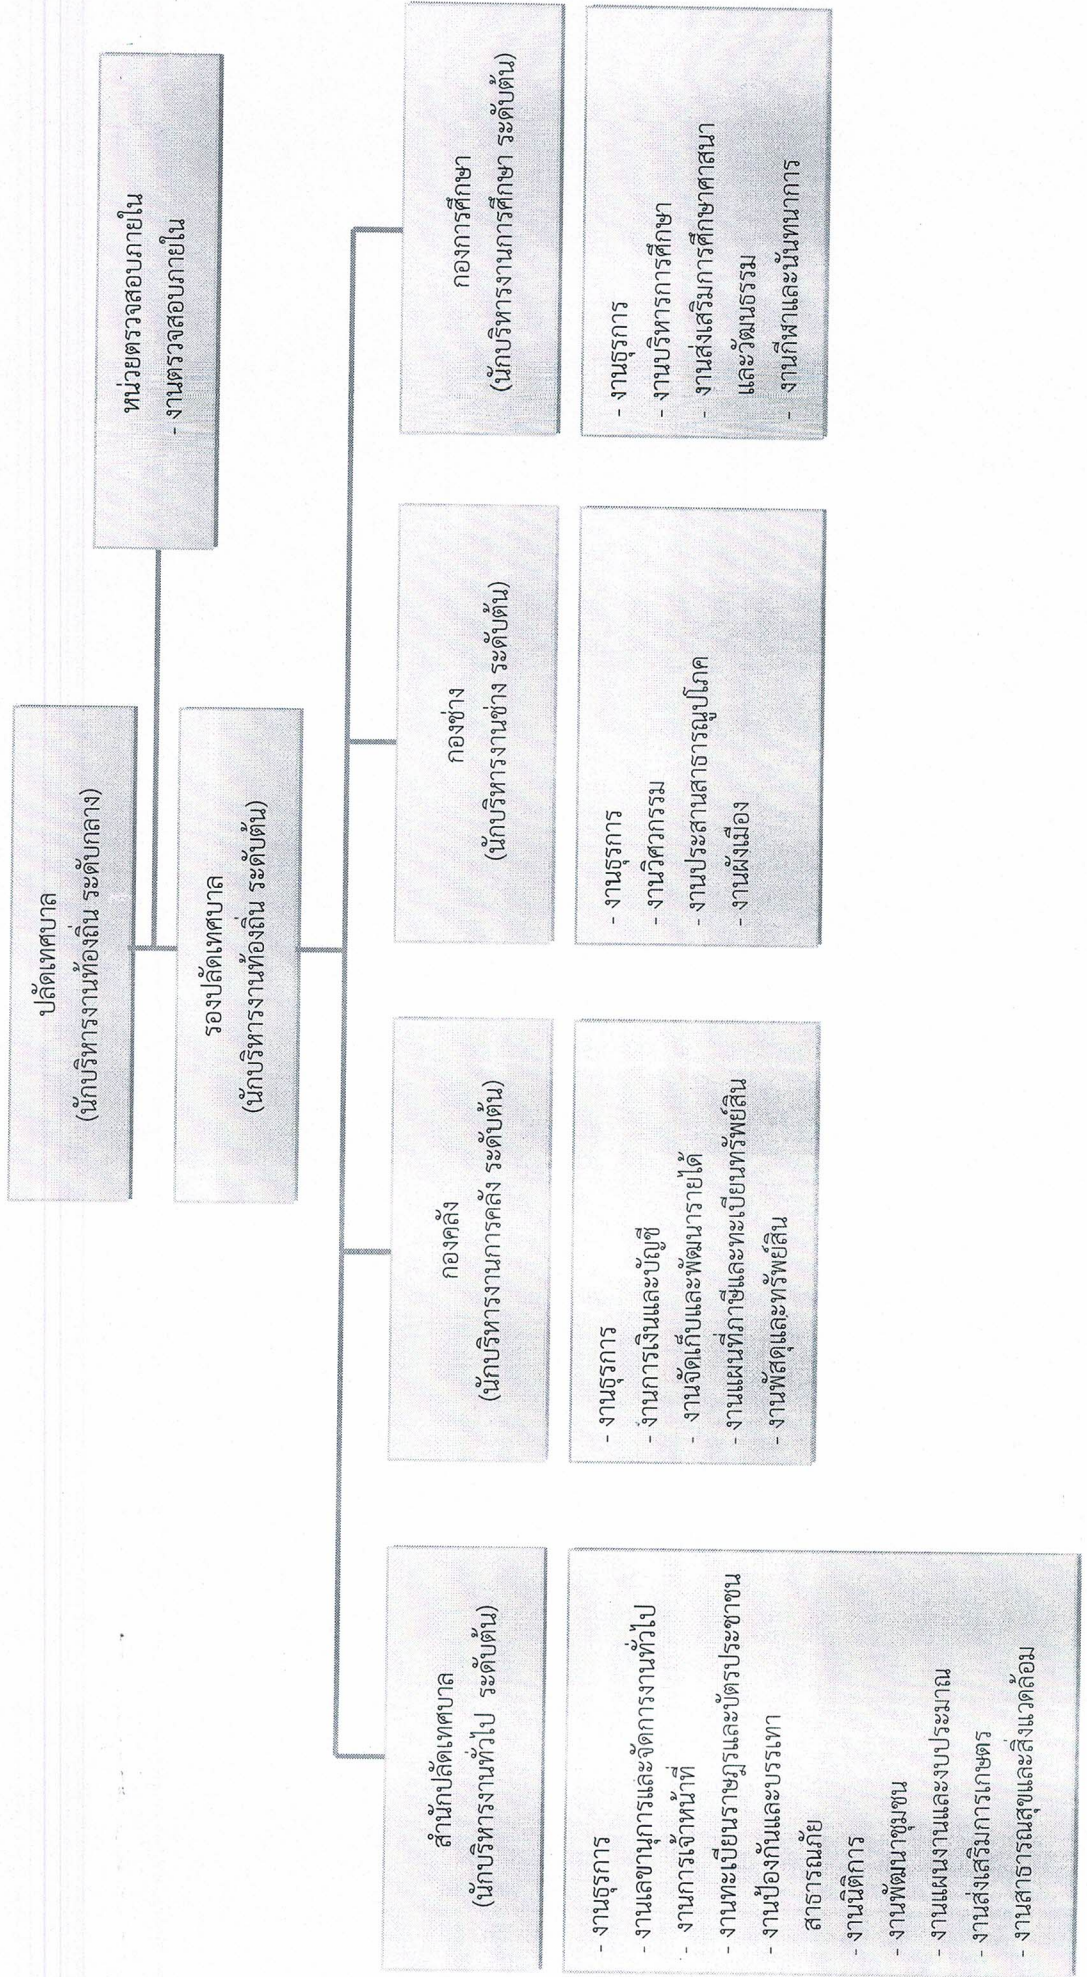 ปลัดเทศบาล
(นักบริหารงานท้องถิ่น ระดับกลาง)
หน่วยตรวจสอบภายใน
- งานตรวจสอบภายใน
รองปลัดเทศบาล
(นักบริหารงานท้องถิ่น ระดับต้น)
สำนักปลัดเทศบาล
(นักบริหารงานทั่วไป ระดับต้น)
- งานธุรการ
- งานเลขานุการและจัดการงานทั่วไป
- งานการเจ้าหน้าที่
- งานทะเบียนราษฎรและบัตรประชาชน
- งานป้องกันและบรรเทา
สาธารณภัย
- งานนิติการ
- งานพัฒนาชุมชน
- งานแผนงานและงบประมาณ
- งานส่งเสริมการเกษตร
- งานสาธารณสุขและสิ่งแวดล้อม
กองคลัง
(นักบริหารงานการคลัง ระดับต้น)
- งานธุรการ
- งานการเงินและบัญชี
- งานจัดเก็บและพัฒนารายได้
- งานแผนที่ภาษีและทะเบียนทรัพย์สิน
- งานพัสดุและทรัพย์สิน
กองช่าง
(นักบริหารงานช่าง ระดับต้น)
- งานธุรการ
- งานวิศวกรรม
- งานประสานสาธารณูปโภค
- งานผังเมือง
กองการศึกษา
(นักบริหารงานการศึกษา ระดับต้น)
- งานธุรการ
- งานบริหารการศึกษา
- งานส่งเสริมการศึกษาศาสนา
และวัฒนธรรม
- งานกีฬาและนันทนาการ